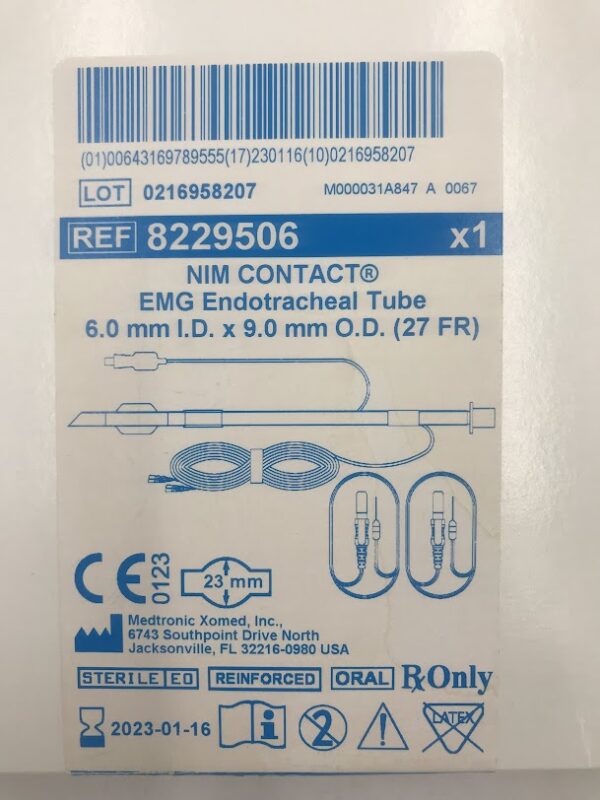 (01)00643169789555(17)230116(10)0216958207
LOT 0216958207 M000031A847 A 0067
REF 8229506 x1
NIM CONTACT®
EMG Endotracheal Tube
6.0 mm I.D. x 9.0 mm O.D. (27 FR)
CE 0123
23 mm
Medtronic Xomed, Inc.,
6743 Southpoint Drive North
Jacksonville, FL 32216-0980 USA
STERILE EO REINFORCED ORAL Rx Only
2023-01-16 i 2 ! LATEX